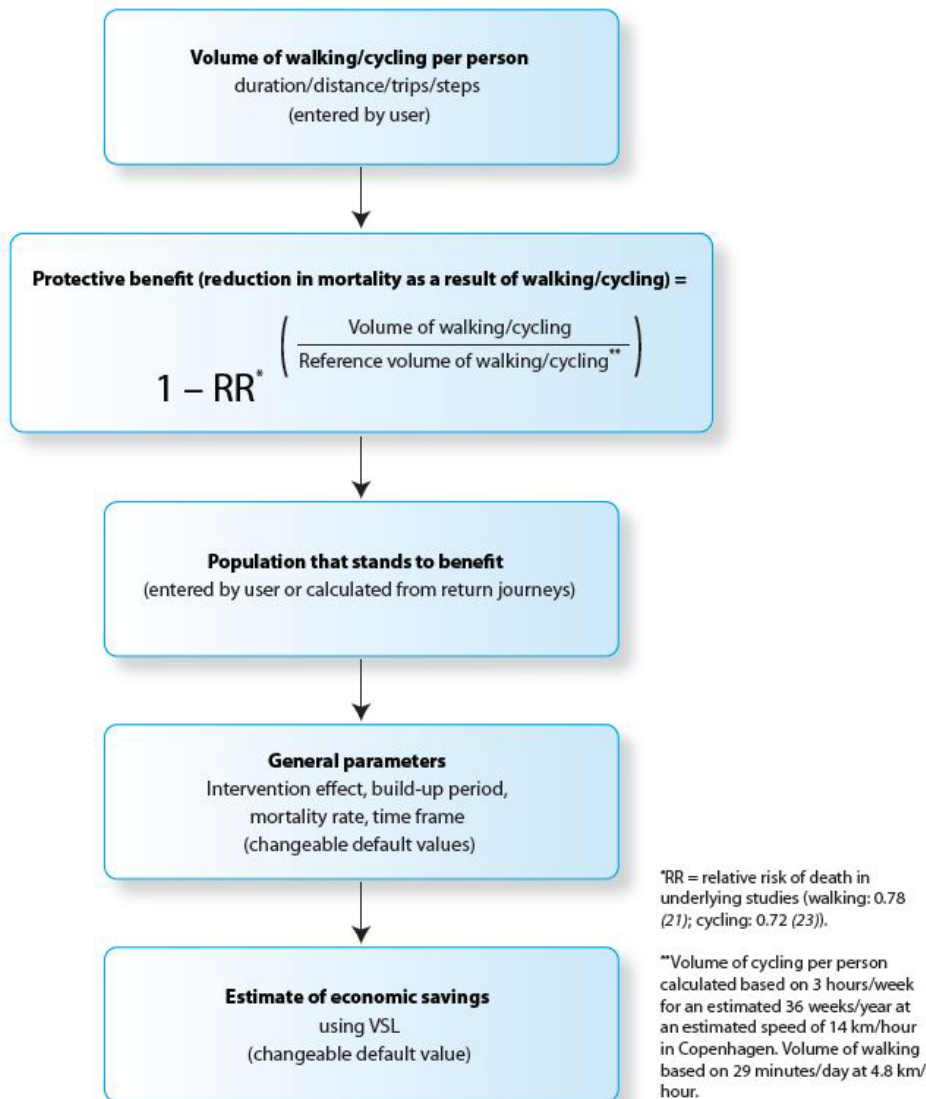 Volume of walking/cycling per person
duration/distance/trips/steps
(entered by user)
Protective benefit (reduction in mortality as a result of walking/cycling) =
1 – RR* ( Volume of walking/cycling
Reference volume of walking/cycling** )
Population that stands to benefit
(entered by user or calculated from return journeys)
General parameters
Intervention effect, build-up period,
mortality rate, time frame
(changeable default values)
Estimate of economic savings
using VSL
(changeable default value)
*RR = relative risk of death in
underlying studies (walking: 0.78
(21); cycling: 0.72 (23)).
**Volume of cycling per person
calculated based on 3 hours/week
for an estimated 36 weeks/year at
an estimated speed of 14 km/hour
in Copenhagen. Volume of walking
based on 29 minutes/day at 4.8 km/
hour.